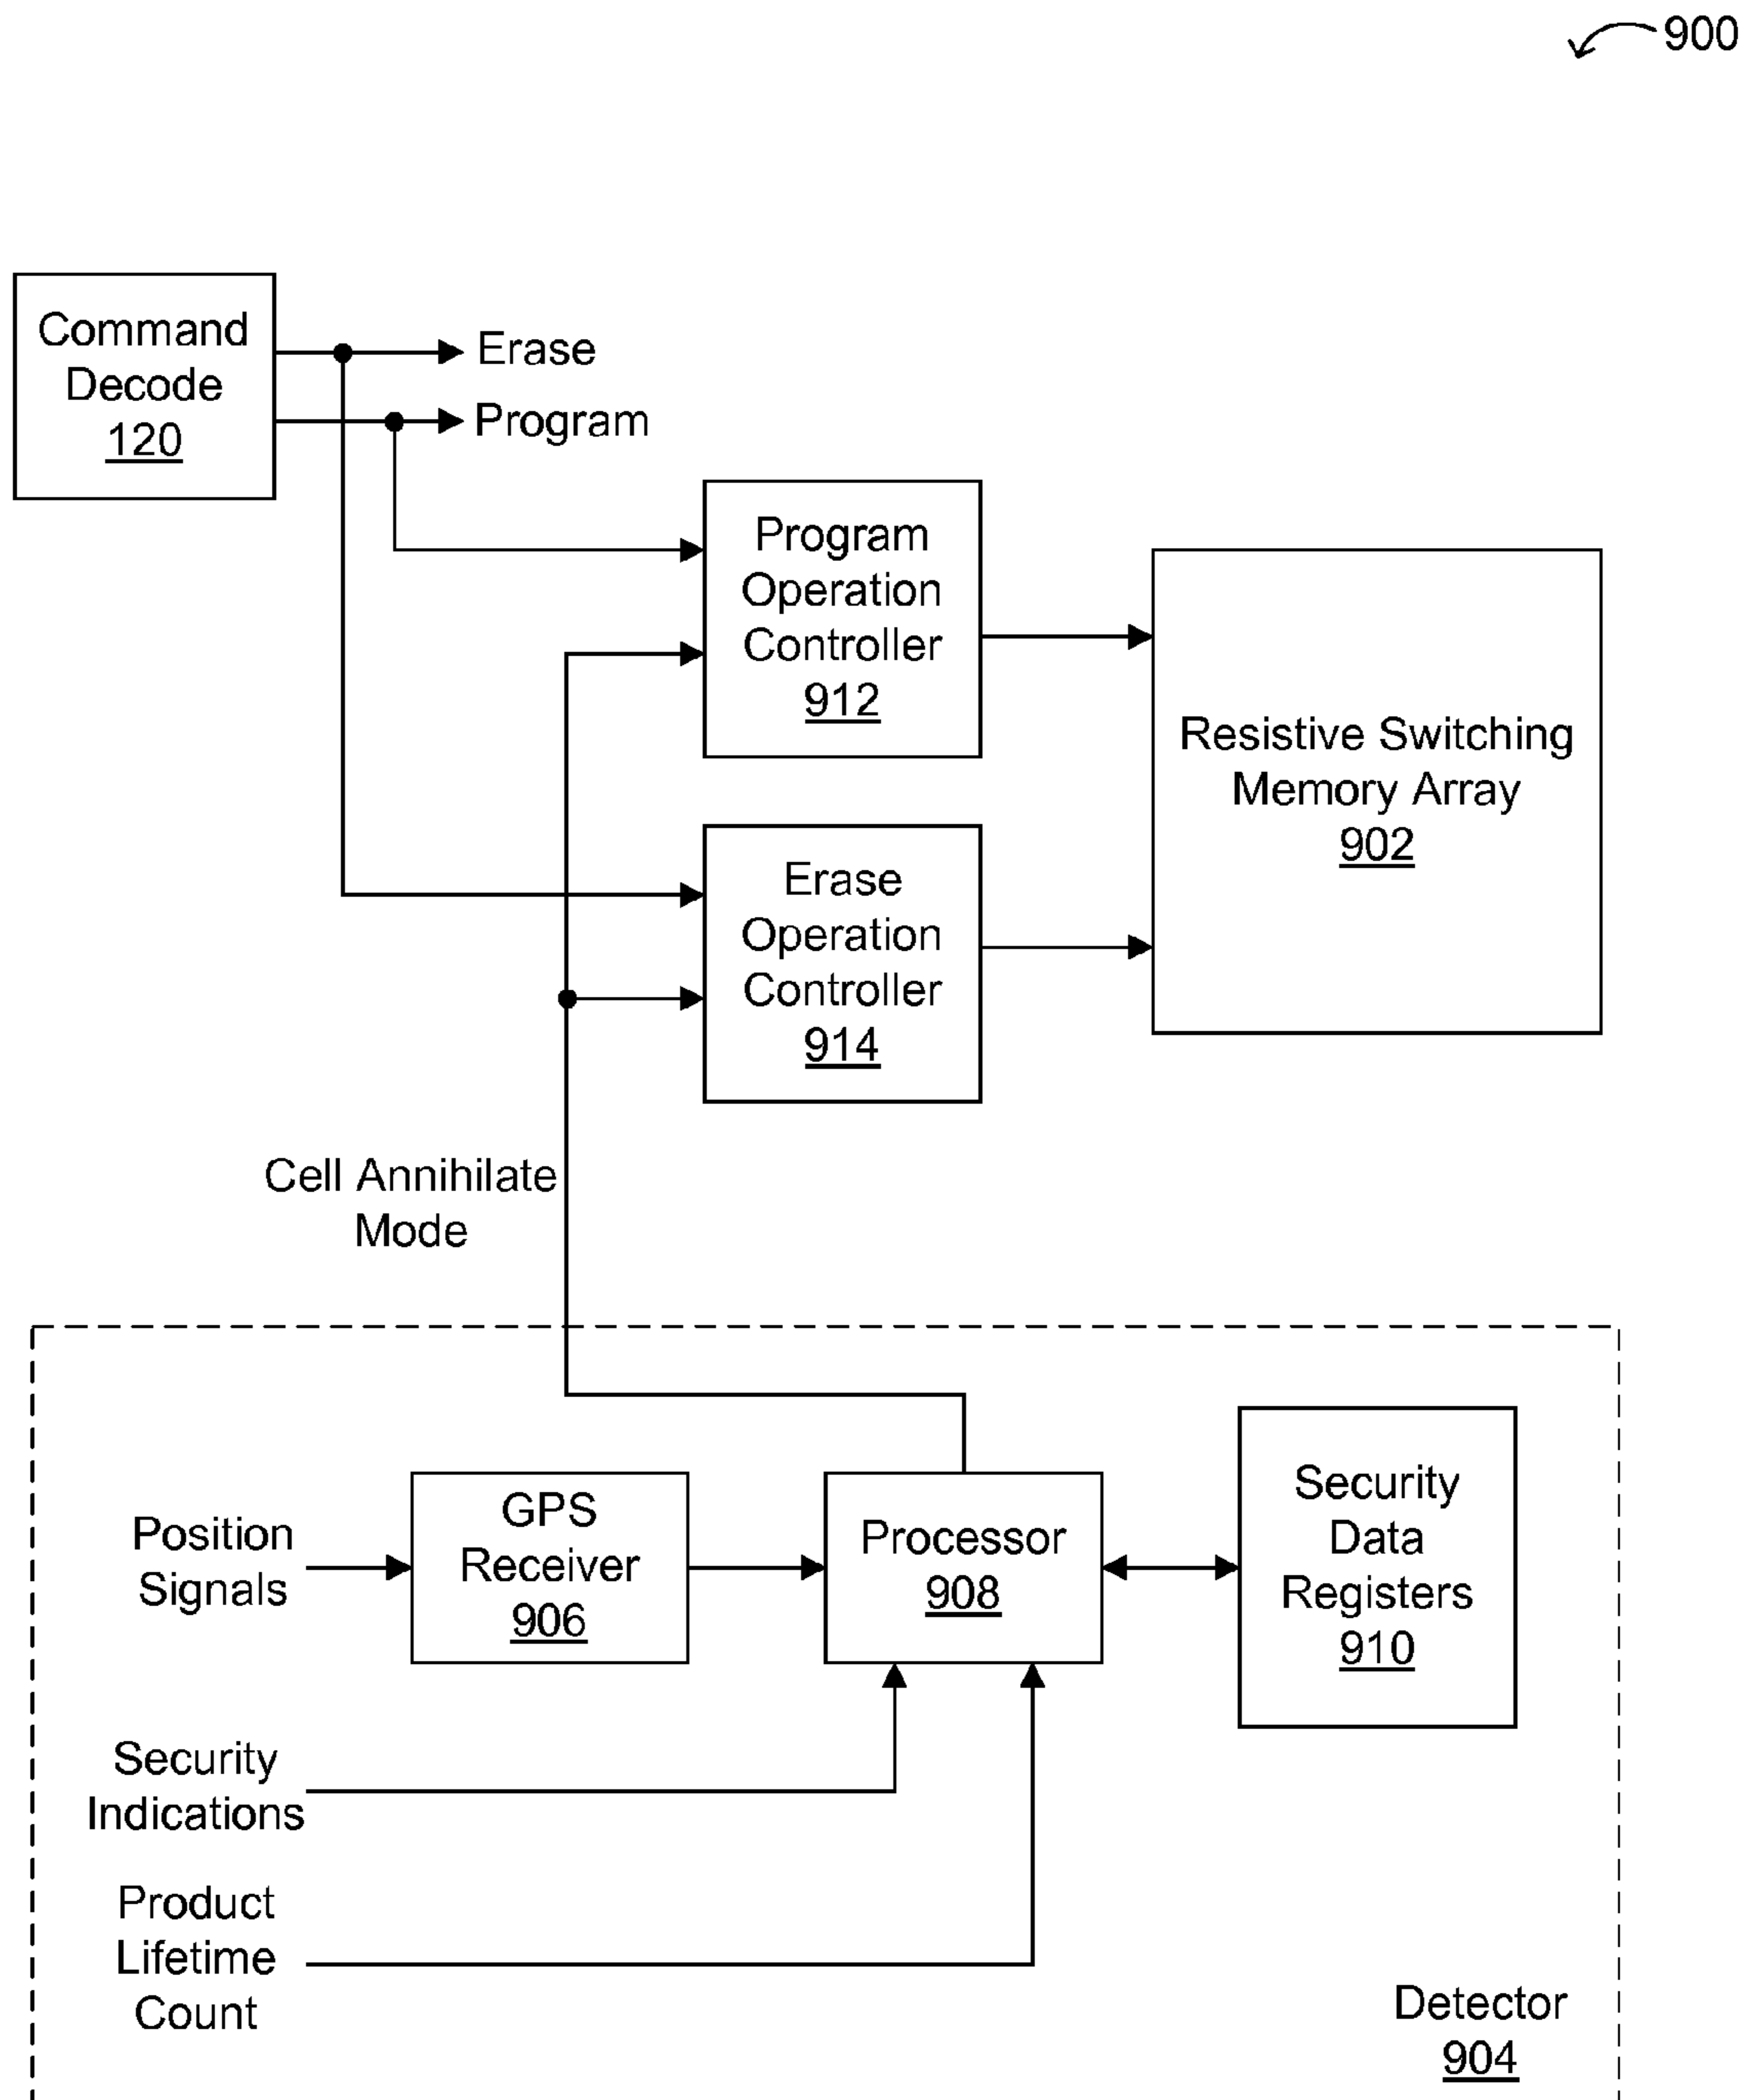 900
Command
Decode
120
Erase
Program
Program
Operation
Controller
912
Resistive Switching
Memory Array
902
Erase
Operation
Controller
914
Cell Annihilate
Mode
Position
Signals
GPS
Receiver
906
Processor
908
Security
Data
Registers
910
Security
Indications
Product
Lifetime
Count
Detector
904